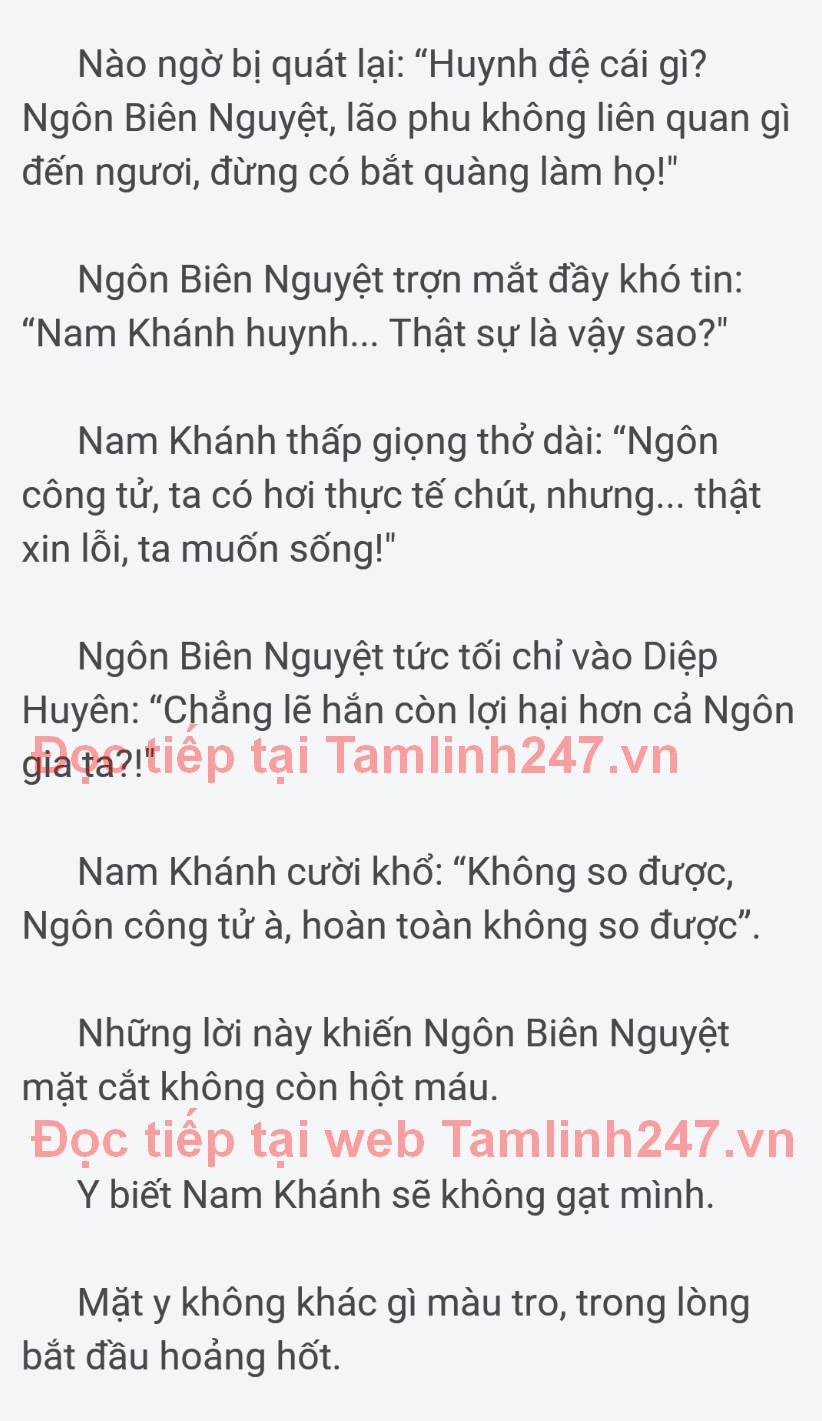 Nào ngờ bị quát lại: “Huynh đệ cái gì?
Ngôn Biên Nguyệt, lão phu không liên quan gì
đến ngươi, đừng có bắt quàng làm họ!"
Ngôn Biên Nguyệt trợn mắt đầy khó tin:
“Nam Khánh huynh... Thật sự là vậy sao?"
Nam Khánh thấp giọng thở dài: “Ngôn
công tử, ta có hơi thực tế chút, nhưng... thật
xin lỗi, ta muốn sống!"
Ngôn Biên Nguyệt tức tối chỉ vào Diệp
Huyên: “Chẳng lẽ hắn còn lợi hại hơn cả Ngôn
gia ta?!"
Đọc tiếp tại Tamlinh247.vn
Nam Khánh cười khổ: “Không so được,
Ngôn công tử à, hoàn toàn không so được”.
Những lời này khiến Ngôn Biên Nguyệt
mặt cắt không còn hột máu.
Đọc tiếp tại web Tamlinh247.vn
Y biết Nam Khánh sẽ không gạt mình.
Mặt y không khác gì màu tro, trong lòng
bắt đầu hoảng hốt.